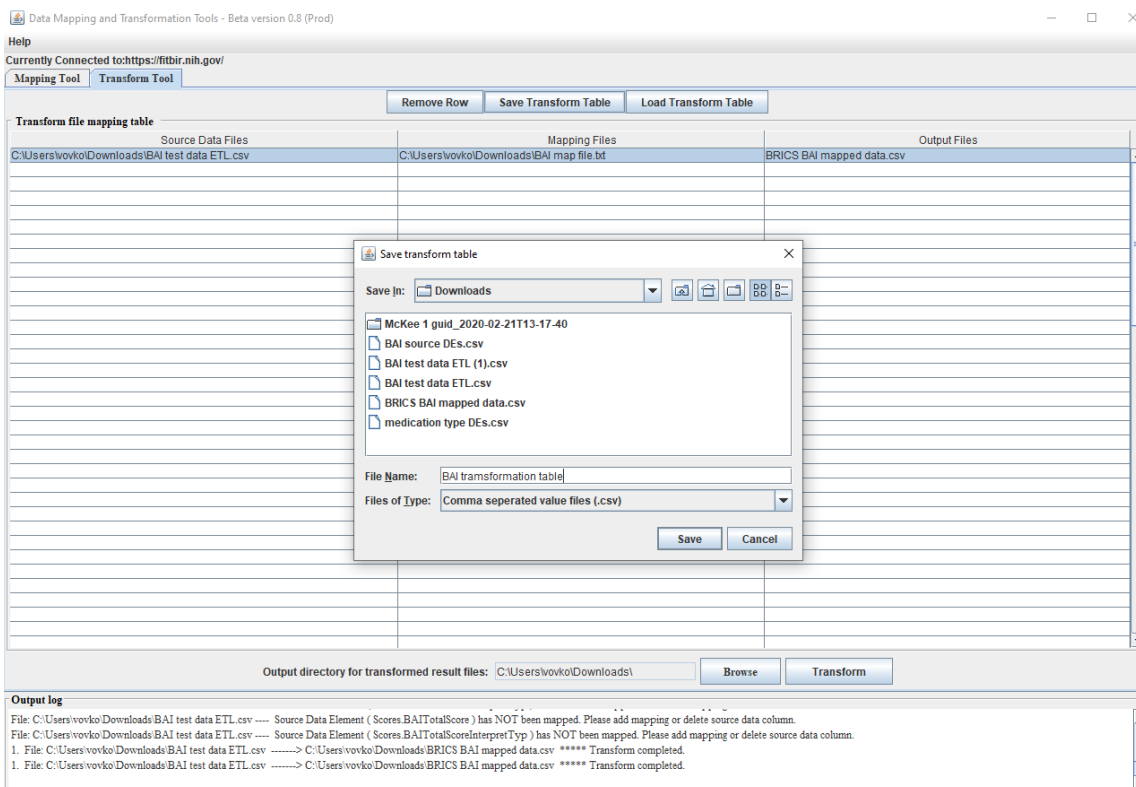 Data Mapping and Transformation Tools - Beta version 0.8 (Prod)
Help
Currently Connected to:https://fitbir.nih.gov/
Mapping Tool Transform Tool
Remove Row Save Transform Table Load Transform Table
Transform file mapping table
Source Data Files Mapping Files Output Files
C:\Users\vovko\Downloads\BAI test data ETL.csv C:\Users\vovko\Downloads\BAI map file.txt BRICS BAI mapped data.csv
Save transform table
Save In: Downloads
McKee 1 guid_2020-02-21T13-17-40
BAI source DEs.csv
BAI test data ETL (1).csv
BAI test data ETL.csv
BRICS BAI mapped data.csv
medication type DEs.csv
File Name: BAI tramsformation table
Files of Type: Comma seperated value files (.csv)
Save Cancel
Output directory for transformed result files: C:\Users\vovko\Downloads\ Browse Transform
Output log
File: C:\Users\vovko\Downloads\BAI test data ETL.csv ---- Source Data Element ( Scores.BAITotalScore ) has NOT been mapped. Please add mapping or delete source data column.
File: C:\Users\vovko\Downloads\BAI test data ETL.csv ---- Source Data Element ( Scores.BAITotalScoreInterpretTyp ) has NOT been mapped. Please add mapping or delete source data column.
1. File: C:\Users\vovko\Downloads\BAI test data ETL.csv -------> C:\Users\vovko\Downloads\BRICS BAI mapped data.csv ***** Transform completed.
1. File: C:\Users\vovko\Downloads\BAI test data ETL.csv -------> C:\Users\vovko\Downloads\BRICS BAI mapped data.csv ***** Transform completed.